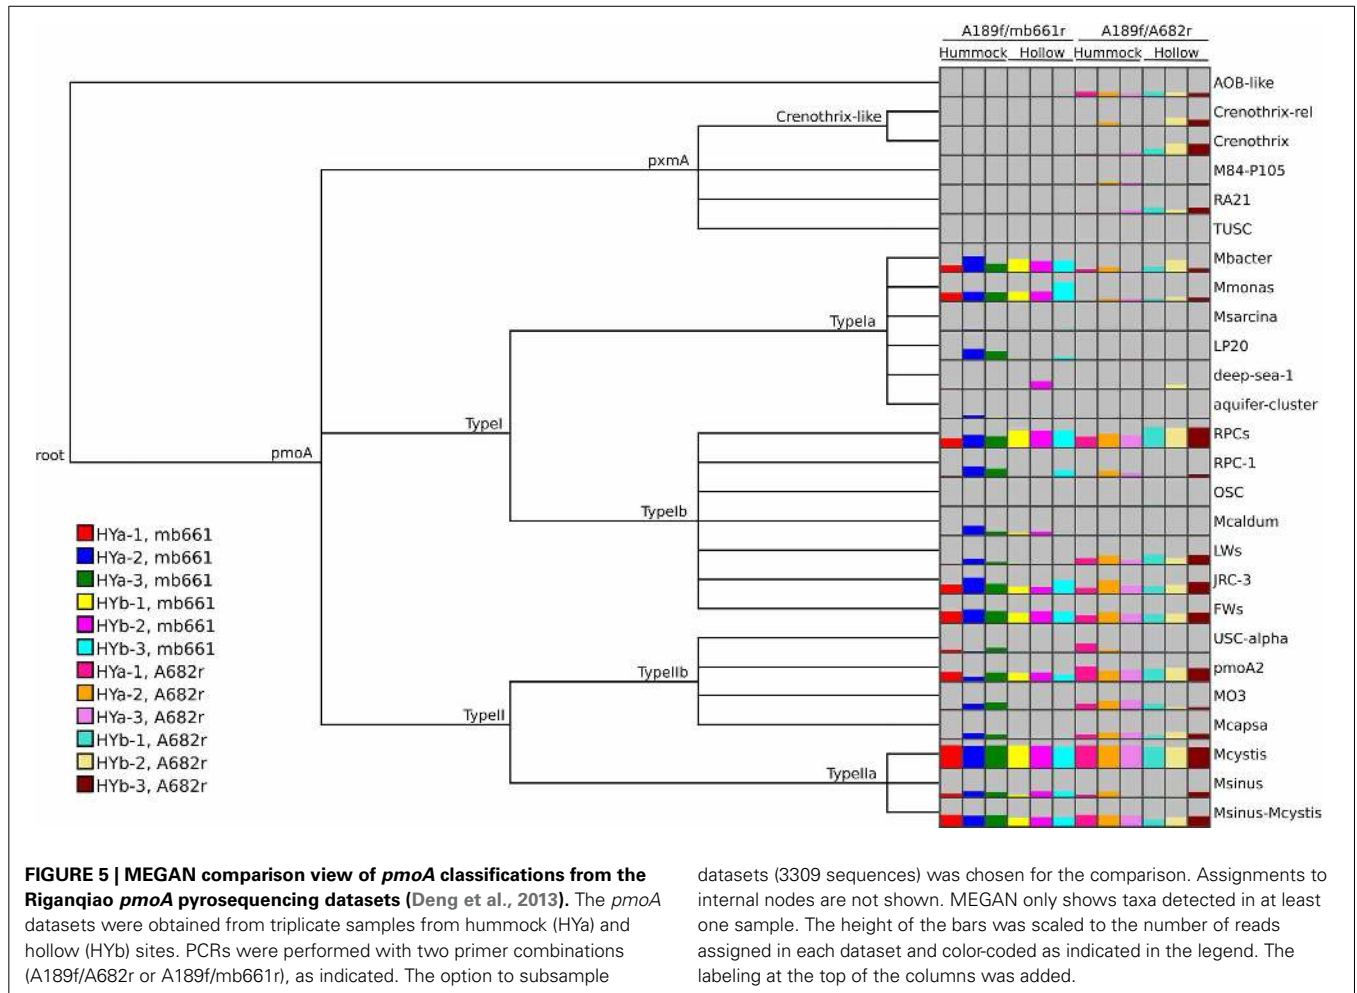 A189f/mb661r A189f/A682r
Hummock Hollow Hummock Hollow
AOB-like
Crenothrix-like
Crenothrix-rel
Crenothrix
pxmA
M84-P105
RA21
TUSC
Mbacter
Mmonas
TypeIa
Msarcina
LP20
deep-sea-1
aquifer-cluster
TypeI
RPCs
root
pmoA
RPC-1
OSC
TypeIb
Mcaldum
LWs
JRC-3
FWs
USC-alpha
TypeIIb
pmoA2
MO3
TypeII
Mcapsa
Mcystis
TypeIIa
Msinus
Msinus-Mcystis
HYa-1, mb661
HYa-2, mb661
HYa-3, mb661
HYb-1, mb661
HYb-2, mb661
HYb-3, mb661
HYa-1, A682r
HYa-2, A682r
HYa-3, A682r
HYb-1, A682r
HYb-2, A682r
HYb-3, A682r
FIGURE 5 | MEGAN comparison view of pmoA classifications from the
Riganqiao pmoA pyrosequencing datasets (Deng et al., 2013). The pmoA
datasets were obtained from triplicate samples from hummock (HYa) and
hollow (HYb) sites. PCRs were performed with two primer combinations
(A189f/A682r or A189f/mb661r), as indicated. The option to subsample
datasets (3309 sequences) was chosen for the comparison. Assignments to
internal nodes are not shown. MEGAN only shows taxa detected in at least
one sample. The height of the bars was scaled to the number of reads
assigned in each dataset and color-coded as indicated in the legend. The
labeling at the top of the columns was added.